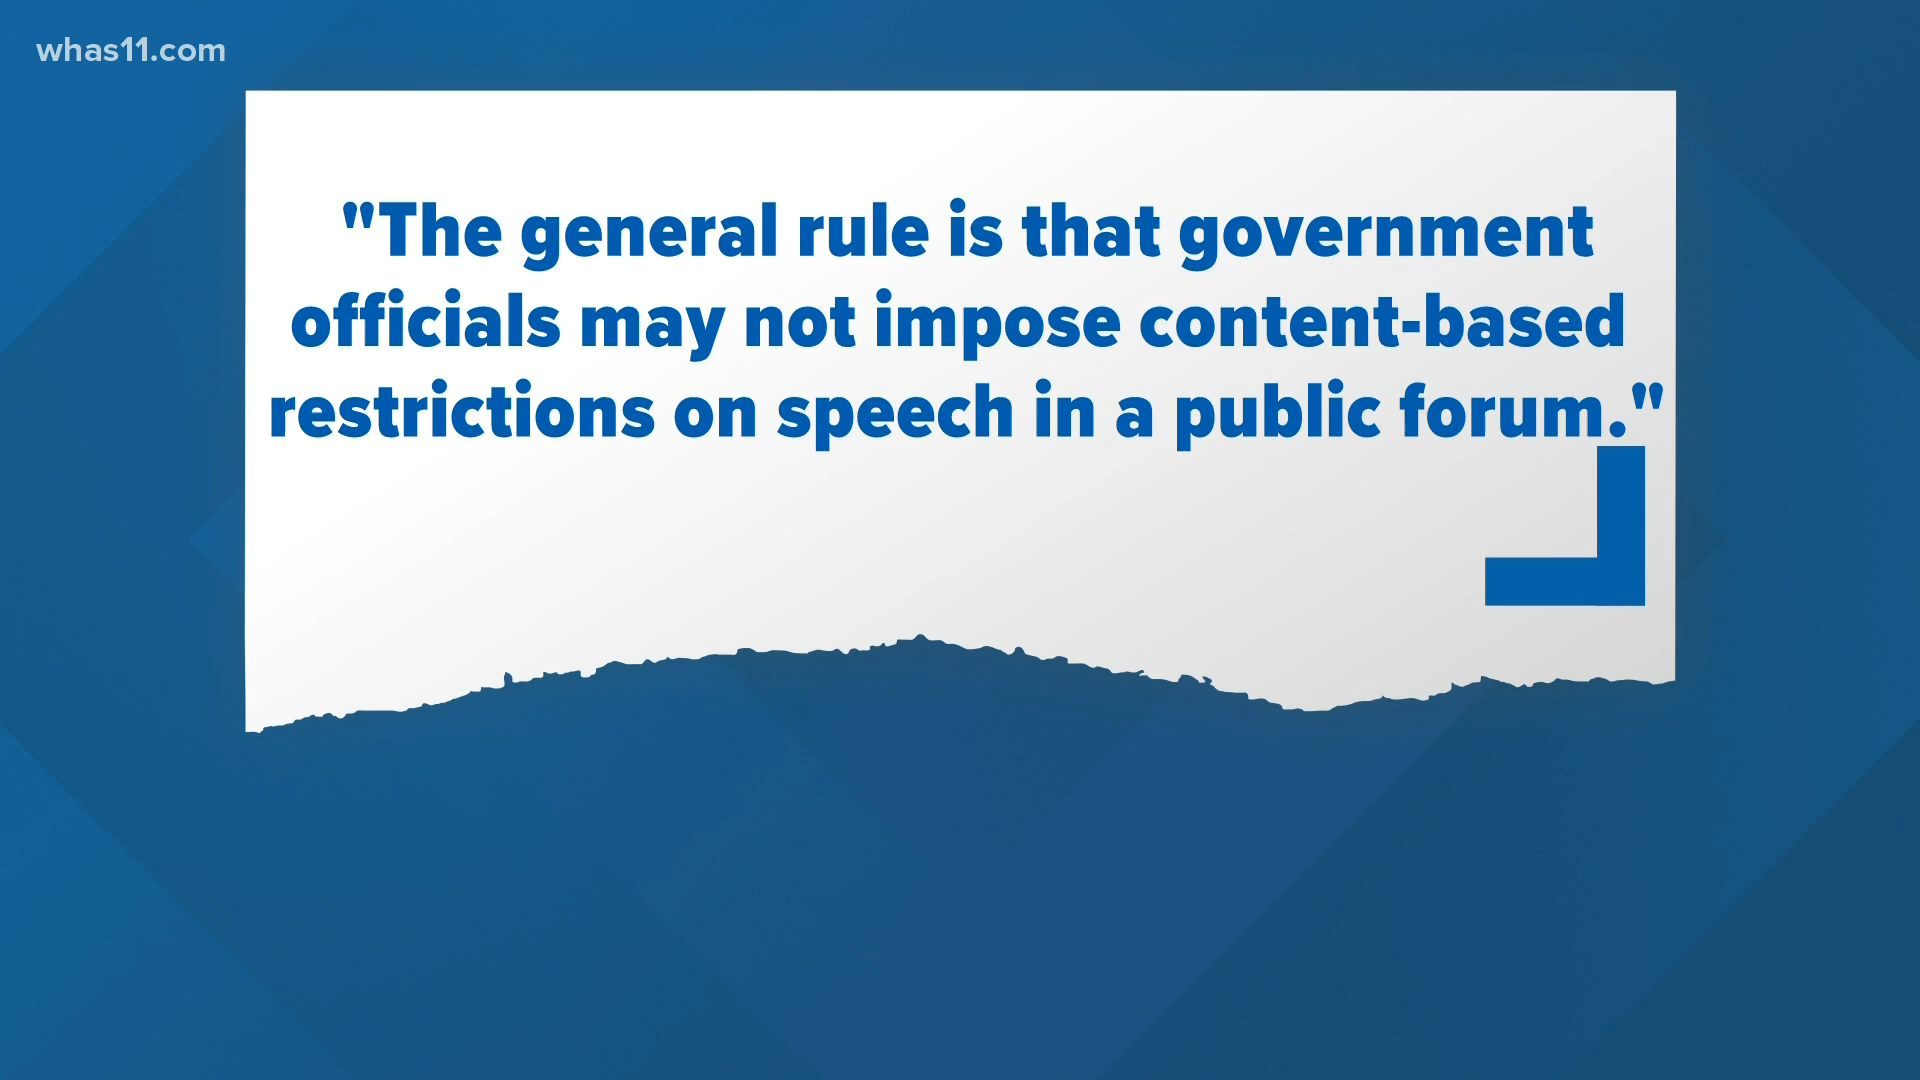 whas11.com
"The general rule is that government
officials may not impose content-based
restrictions on speech in a public forum."